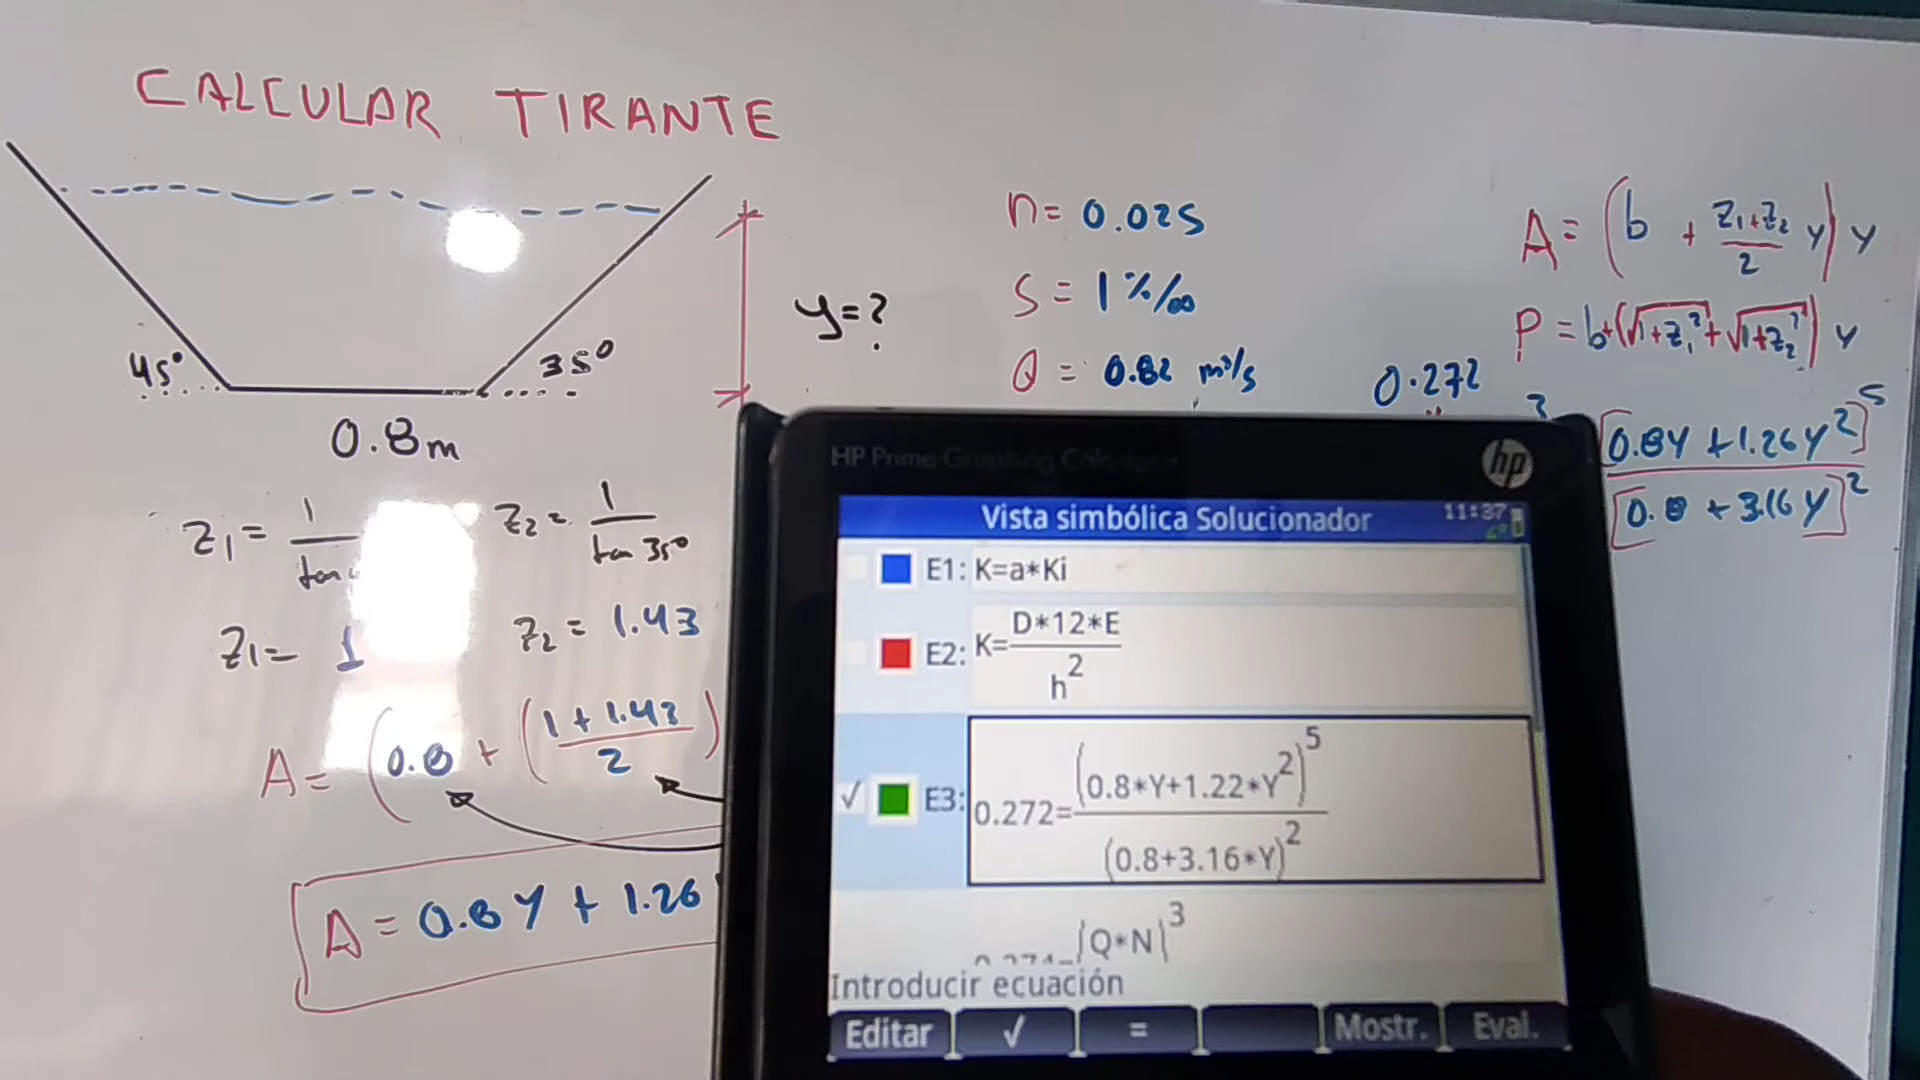 CALCULAR TIRANTE
45°
35°
0.8m
y=?
n= 0.025
S = 1 ‰
Q = 0.82 m³/s
A = (b + z₁+z₂/2 y) y
P = b+(√1+z₁² + √1+z₂²) y
0.272
[0.8Y + 1.26Y²]⁵
[0.8 + 3.16Y]²
z₁ = 1/tan
z₂ = 1/tan 35°
z₁ = 1
z₂ = 1.43
A = (0.8 + (1 + 1.43/2)
A = 0.8Y + 1.26
HP Prime Graphing Calculator
hp
Vista simbólica Solucionador 11:37
E1: K=a*Ki
E2: K=D*12*E/h²
E3: 0.272=(0.8*Y+1.22*Y²)⁵/(0.8+3.16*Y)²
(Q*N)³
Introducir ecuación
Editar √ = Mostr. Eval.